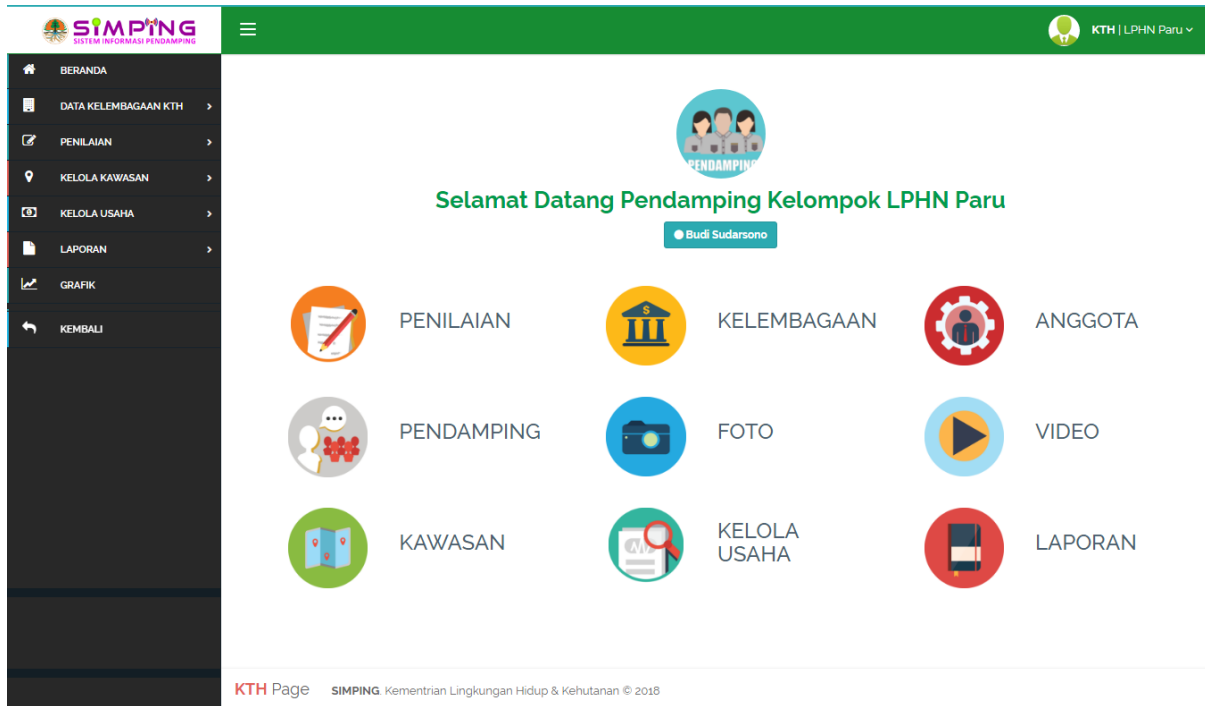 SiMPiNG
SISTEM INFORMASI PENDAMPING
KTH | LPHN Paru
BERANDA
DATA KELEMBAGAAN KTH
PENILAIAN
KELOLA KAWASAN
KELOLA USAHA
LAPORAN
GRAFIK
KEMBALI
PENDAMPING
Selamat Datang Pendamping Kelompok LPHN Paru
Budi Sudarsono
PENILAIAN
KELEMBAGAAN
ANGGOTA
PENDAMPING
FOTO
VIDEO
KAWASAN
KELOLA
USAHA
LAPORAN
KTH Page SIMPING. Kementrian Lingkungan Hidup & Kehutanan © 2018